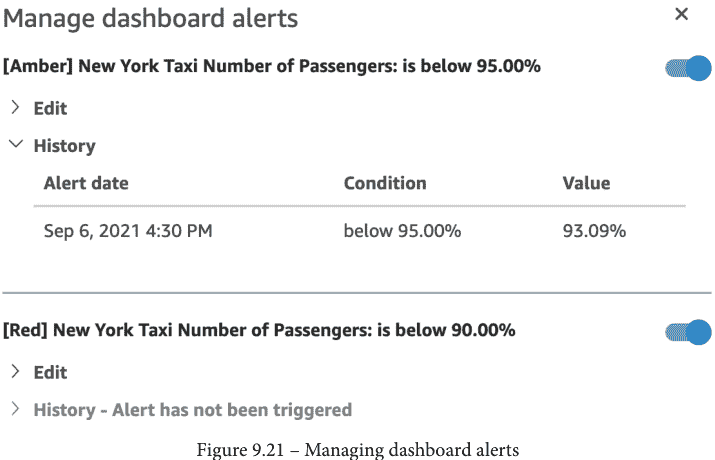 Manage dashboard alerts
[Amber] New York Taxi Number of Passengers: is below 95.00%
Edit
History
Alert date Condition Value
Sep 6, 2021 4:30 PM below 95.00% 93.09%
[Red] New York Taxi Number of Passengers: is below 90.00%
Edit
History - Alert has not been triggered
Figure 9.21 – Managing dashboard alerts